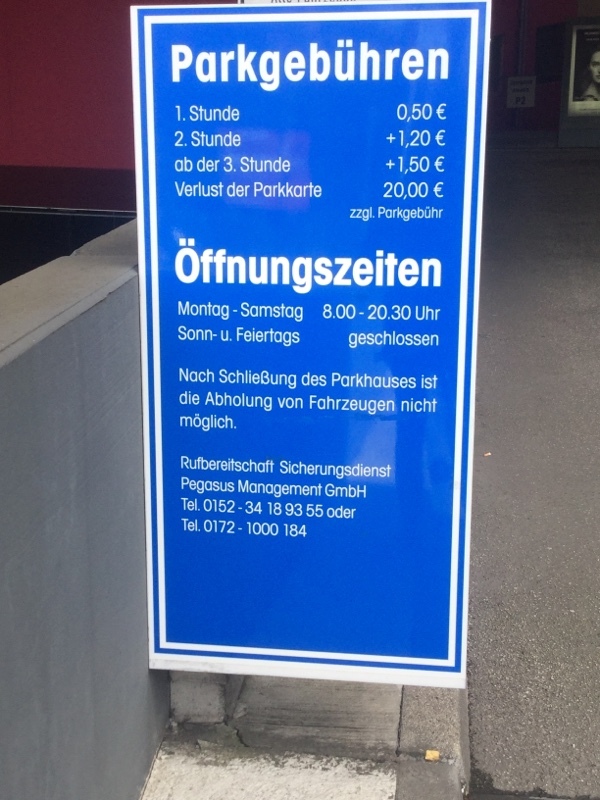 Parkgebühren
1. Stunde 0,50 €
2. Stunde +1,20 €
ab der 3. Stunde +1,50 €
Verlust der Parkkarte 20,00 €
zzgl. Parkgebühr
Öffnungszeiten
Montag - Samstag 8.00 - 20.30 Uhr
Sonn- u. Feiertags geschlossen
Nach Schließung des Parkhauses ist
die Abholung von Fahrzeugen nicht
möglich.
Rufbereitschaft Sicherungsdienst
Pegasus Management GmbH
Tel. 0152 - 34 18 93 55 oder
Tel. 0172 - 1000 184
P2